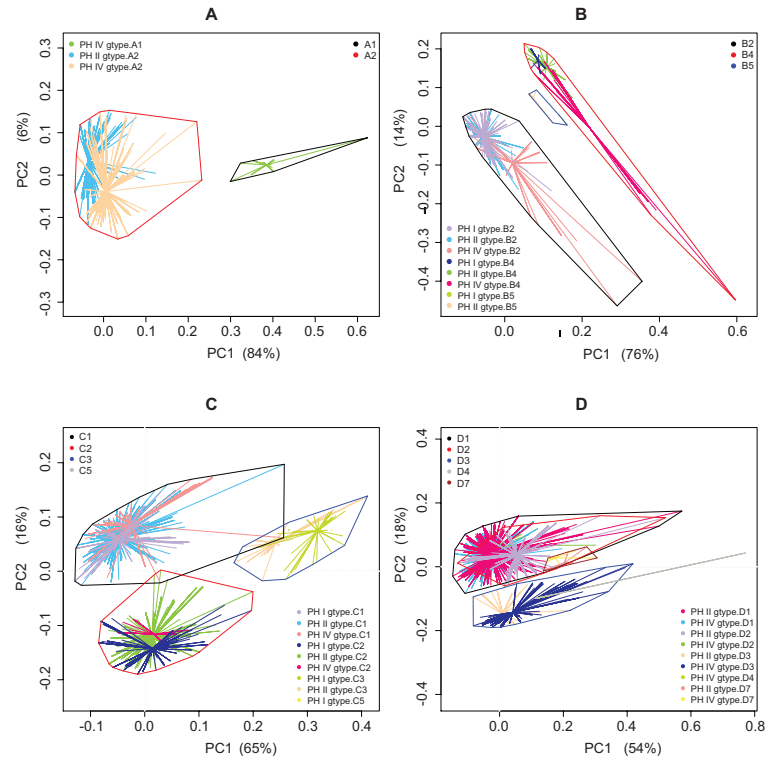 A
PH IV gtype.A1
PH II gtype.A2
PH IV gtype.A2
A1
A2
0.3
0.2
0.1
0.0
-0.1
-0.2
-0.3
PC2 (6%)
0.0 0.1 0.2 0.3 0.4 0.5 0.6
PC1 (84%)
B
B2
B4
B5
0.2
0.1
0.0
-0.1
-0.2
-0.3
-0.4
PC2 (14%)
PH I gtype.B2
PH II gtype.B2
PH IV gtype.B2
PH I gtype.B4
PH II gtype.B4
PH IV gtype.B4
PH I gtype.B5
PH II gtype.B5
0.0 0.2 0.4 0.6
PC1 (76%)
C
C1
C2
C3
C5
0.2
0.1
0.0
-0.1
-0.2
PC2 (16%)
PH I gtype.C1
PH II gtype.C1
PH IV gtype.C1
PH I gtype.C2
PH II gtype.C2
PH IV gtype.C2
PH I gtype.C3
PH II gtype.C3
PH I gtype.C5
-0.1 0.0 0.1 0.2 0.3 0.4
PC1 (65%)
D
D1
D2
D3
D4
D7
0.4
0.2
0.0
-0.2
-0.4
PC2 (18%)
PH II gtype.D1
PH IV gtype.D1
PH II gtype.D2
PH IV gtype.D2
PH II gtype.D3
PH IV gtype.D3
PH IV gtype.D4
PH II gtype.D7
PH IV gtype.D7
0.0 0.2 0.4 0.6 0.8
PC1 (54%)